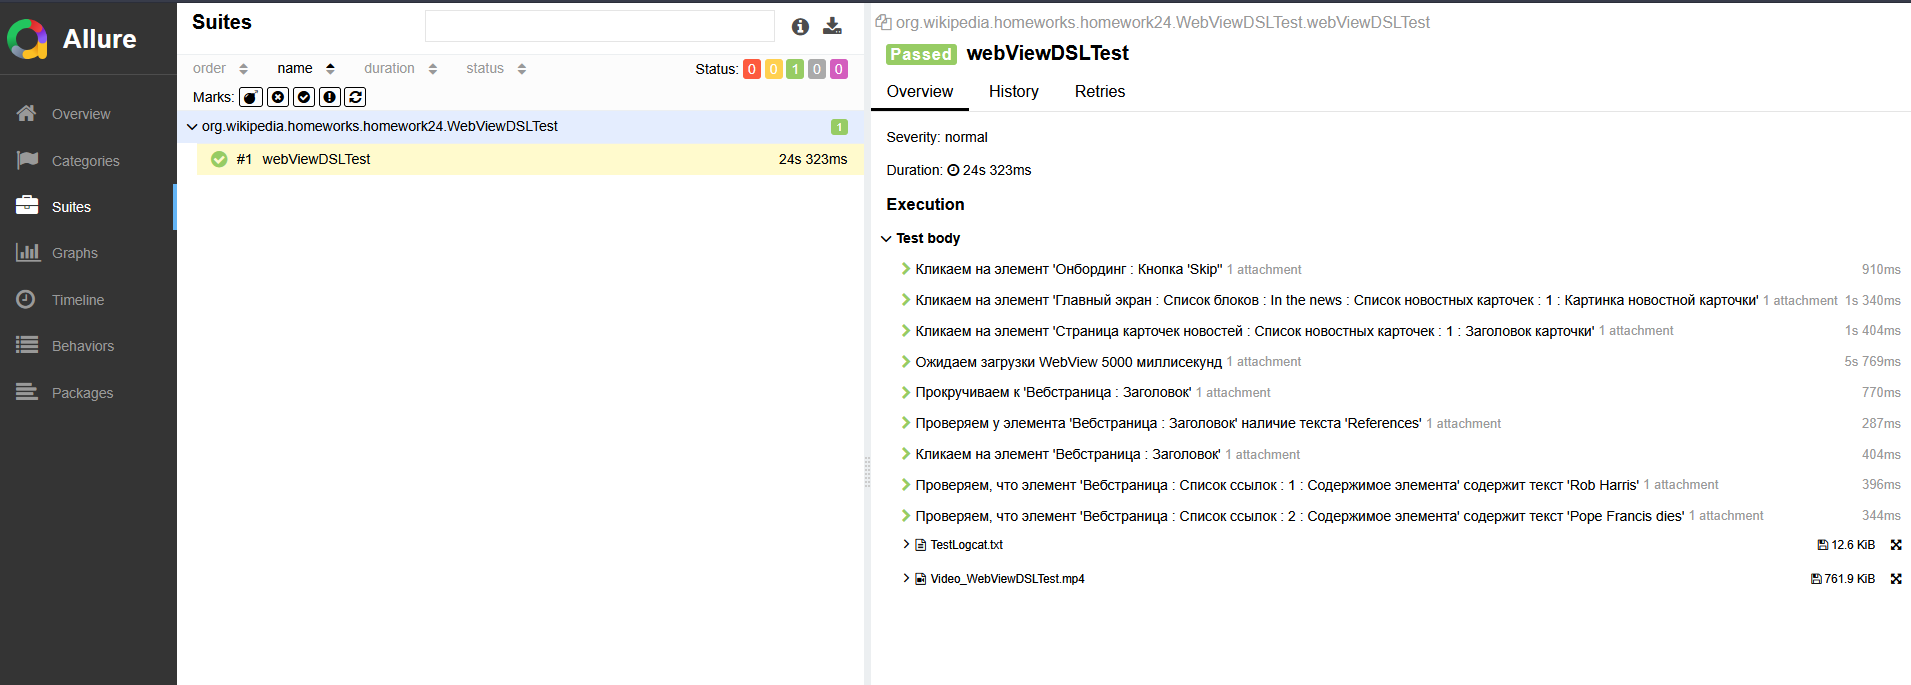 Allure
Overview
Categories
Suites
Graphs
Timeline
Behaviors
Packages
Suites
order name duration status Status: 0 0 1 0 0
Marks:
org.wikipedia.homeworks.homework24.WebViewDSLTest 1
#1 webViewDSLTest 24s 323ms
org.wikipedia.homeworks.homework24.WebViewDSLTest.webViewDSLTest
Passed webViewDSLTest
Overview History Retries
Severity: normal
Duration: 24s 323ms
Execution
Test body
Кликаем на элемент 'Онбординг : Кнопка 'Skip'' 1 attachment 910ms
Кликаем на элемент 'Главный экран : Список блоков : In the news : Список новостных карточек : 1 : Картинка новостной карточки' 1 attachment 1s 340ms
Кликаем на элемент 'Страница карточек новостей : Список новостных карточек : 1 : Заголовок карточки' 1 attachment 1s 404ms
Ожидаем загрузки WebView 5000 миллисекунд 1 attachment 5s 769ms
Прокручиваем к 'Вебстраница : Заголовок' 1 attachment 770ms
Проверяем у элемента 'Вебстраница : Заголовок' наличие текста 'References' 1 attachment 287ms
Кликаем на элемент 'Вебстраница : Заголовок' 1 attachment 404ms
Проверяем, что элемент 'Вебстраница : Список ссылок : 1 : Содержимое элемента' содержит текст 'Rob Harris' 1 attachment 396ms
Проверяем, что элемент 'Вебстраница : Список ссылок : 2 : Содержимое элемента' содержит текст 'Pope Francis dies' 1 attachment 344ms
TestLogcat.txt 12.6 KiB
Video_WebViewDSLTest.mp4 761.9 KiB